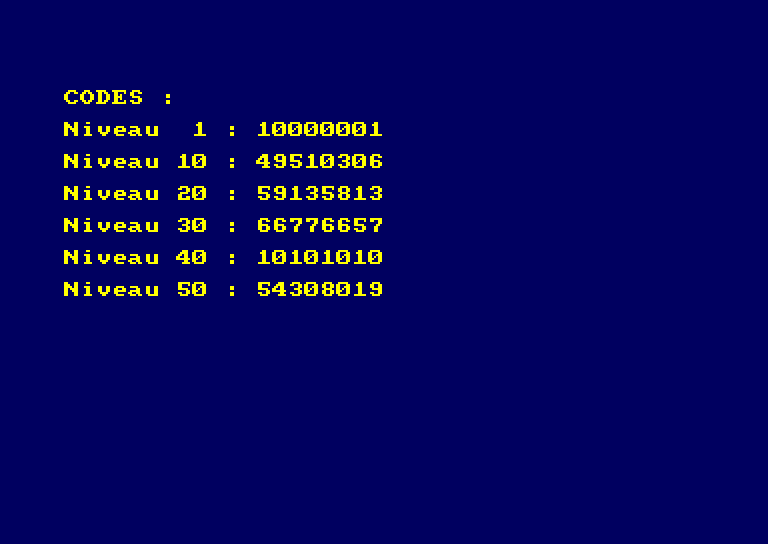 CODES :
Niveau  1 : 10000001
Niveau 10 : 49510306
Niveau 20 : 59135813
Niveau 30 : 66776657
Niveau 40 : 10101010
Niveau 50 : 54308019